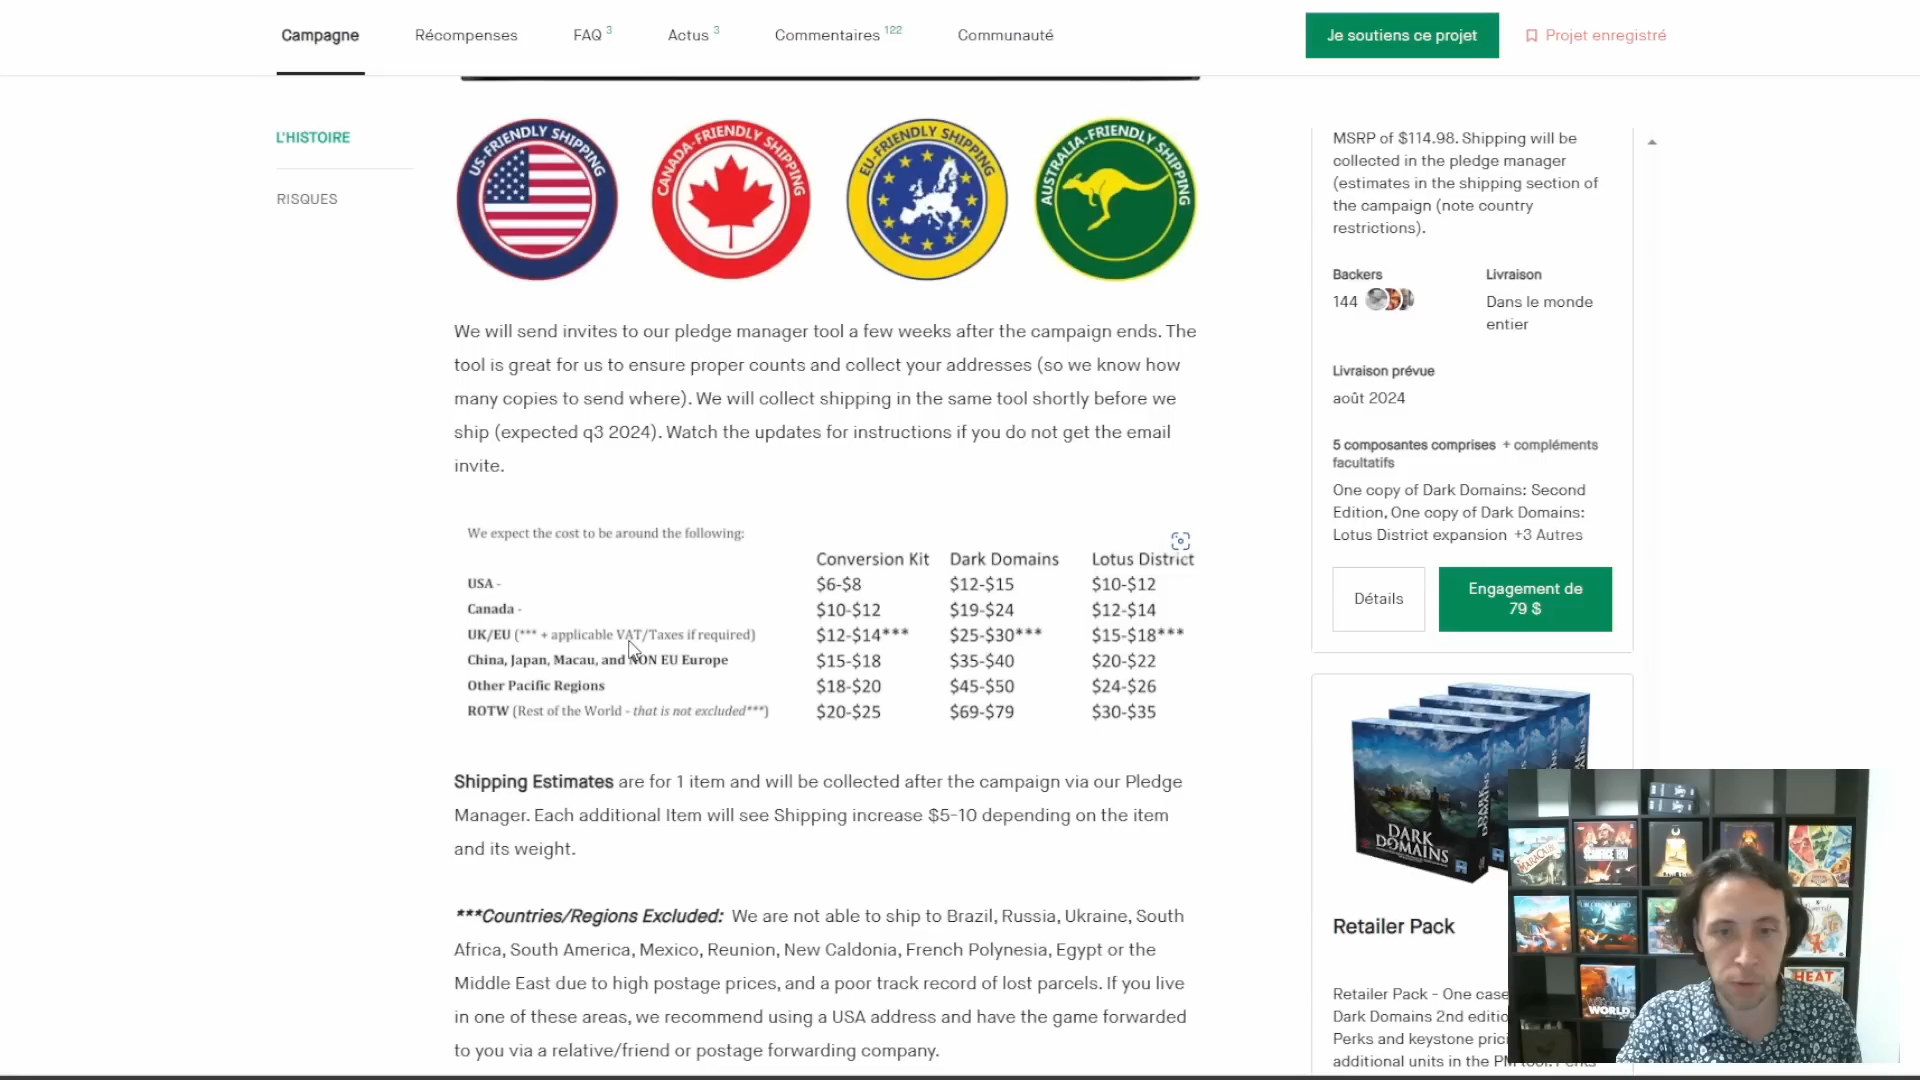 Campagne
Récompenses
FAQ 3
Actus 3
Commentaires 122
Communauté
Je soutiens ce projet
Projet enregistré
L'HISTOIRE
RISQUES
US-FRIENDLY SHIPPING
CANADA-FRIENDLY SHIPPING
EU-FRIENDLY SHIPPING
AUSTRALIA-FRIENDLY SHIPPING
We will send invites to our pledge manager tool a few weeks after the campaign ends. The
tool is great for us to ensure proper counts and collect your addresses (so we know how
many copies to send where). We will collect shipping in the same tool shortly before we
ship (expected q3 2024). Watch the updates for instructions if you do not get the email
invite.
We expect the cost to be around the following:
Conversion Kit Dark Domains Lotus District
USA - $6-$8 $12-$15 $10-$12
Canada - $10-$12 $19-$24 $12-$14
UK/EU (*** + applicable VAT/Taxes if required) $12-$14*** $25-$30*** $15-$18***
China, Japan, Macau, and NON EU Europe $15-$18 $35-$40 $20-$22
Other Pacific Regions $18-$20 $45-$50 $24-$26
ROTW (Rest of the World - that is not excluded***) $20-$25 $69-$79 $30-$35
Shipping Estimates are for 1 item and will be collected after the campaign via our Pledge
Manager. Each additional Item will see Shipping increase $5-10 depending on the item
and its weight.
***Countries/Regions Excluded: We are not able to ship to Brazil, Russia, Ukraine, South
Africa, South America, Mexico, Reunion, New Caldonia, French Polynesia, Egypt or the
Middle East due to high postage prices, and a poor track record of lost parcels. If you live
in one of these areas, we recommend using a USA address and have the game forwarded
to you via a relative/friend or postage forwarding company.
MSRP of $114.98. Shipping will be
collected in the pledge manager
(estimates in the shipping section of
the campaign (note country
restrictions).
Backers
144
Livraison
Dans le monde
entier
Livraison prévue
août 2024
5 composantes comprises + compléments
facultatifs
One copy of Dark Domains: Second
Edition, One copy of Dark Domains:
Lotus District expansion +3 Autres
Détails
Engagement de
79 $
DARK
DOMAINS
DARK DOMAINS
Retailer Pack
Retailer Pack - One case
Dark Domains 2nd editio
Perks and keystone prici
additional units in the PM tool. Perks
MARACAIBO
HEAT
WORLD